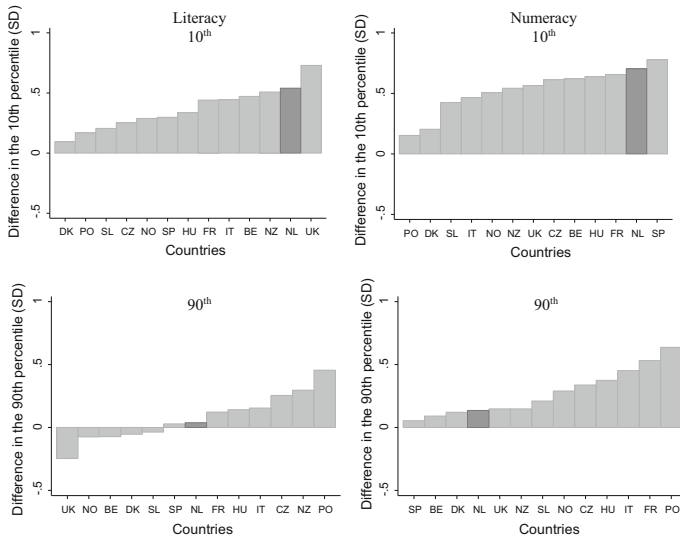 Literacy
10th
Difference in the 10th percentile (SD)
1
.5
0
-.5
DK PO SL CZ NO SP HU FR IT BE NZ NL UK
Countries
Numeracy
10th
Difference in the 10th percentile (SD)
1
.5
0
-.5
PO DK SL IT NO NZ UK CZ BE HU FR NL SP
Countries
90th
Difference in the 90th percentile (SD)
1
.5
0
-.5
UK NO BE DK SL SP NL FR HU IT CZ NZ PO
Countries
90th
Difference in the 90th percentile (SD)
1
.5
0
-.5
SP BE DK NL UK NZ SL NO CZ HU IT FR PO
Countries